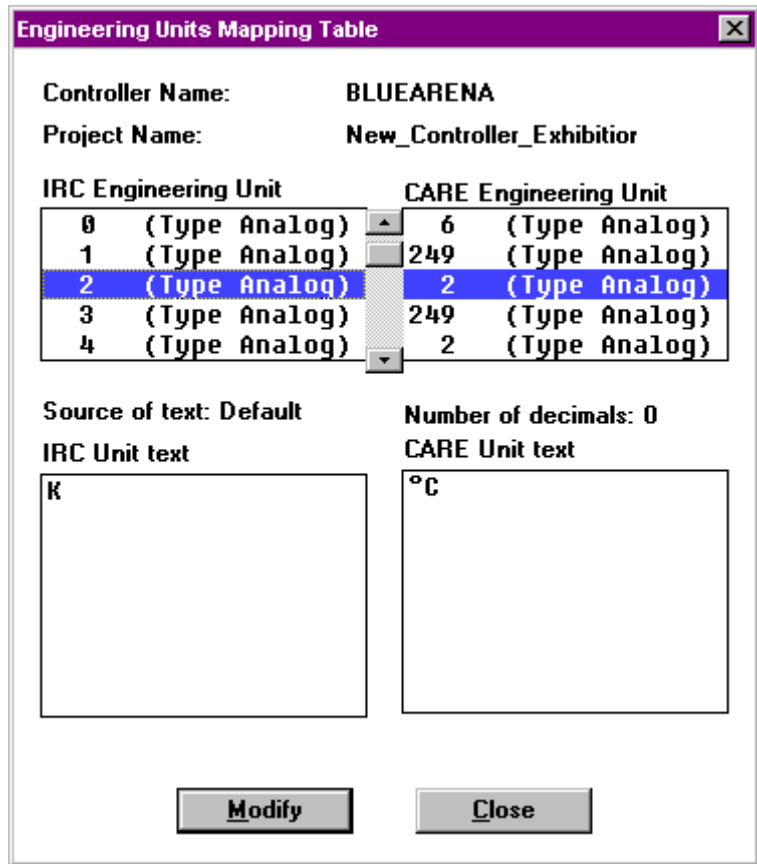 Engineering Units Mapping Table
Controller Name: BLUEARENA
Project Name: New_Controller_Exhibitior
IRC Engineering Unit CARE Engineering Unit
0 (Type Analog) 6 (Type Analog)
1 (Type Analog) 249 (Type Analog)
2 (Type Analog) 2 (Type Analog)
3 (Type Analog) 249 (Type Analog)
4 (Type Analog) 2 (Type Analog)
Source of text: Default Number of decimals: 0
IRC Unit text CARE Unit text
K °C
Modify Close